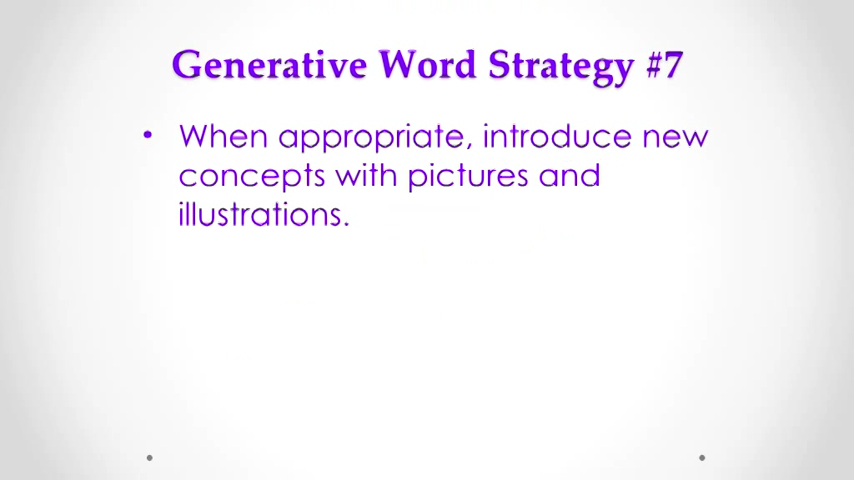 Generative Word Strategy #7
• When appropriate, introduce new
concepts with pictures and
illustrations.